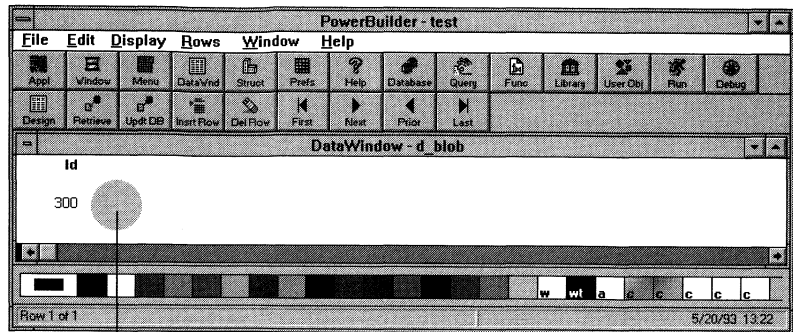 PowerBuilder - test
File Edit Display Rows Window Help
Appl Window Menu DataWnd Struct Prefs Help Database Query Func Library User Obj Run Debug
Design Retrieve Updt DB Insrt Row Del Row First Next Prior Last
DataWindow - d_blob
Id
300
w wt a c c c c c
Row 1 of 1 5/20/93 13:22